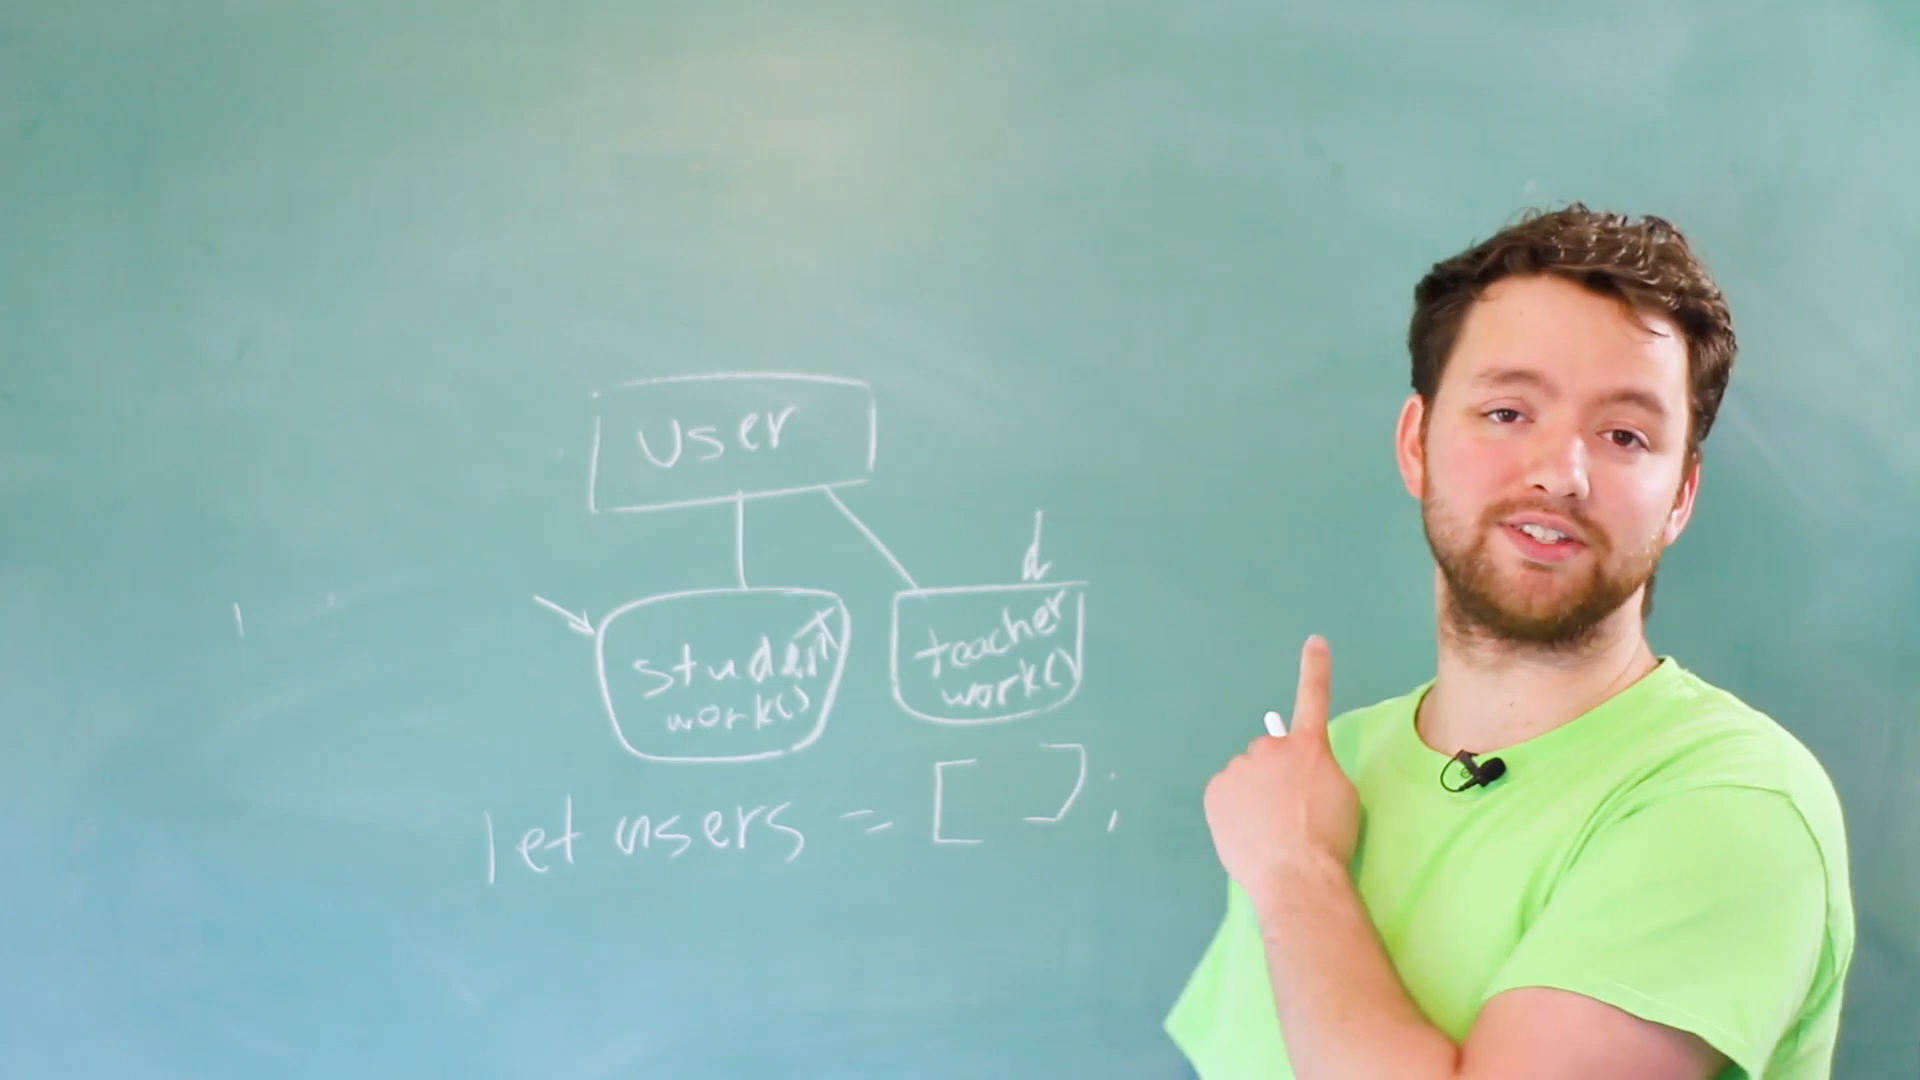 user
d
student
work()
teacher
work()
let users = [ ];